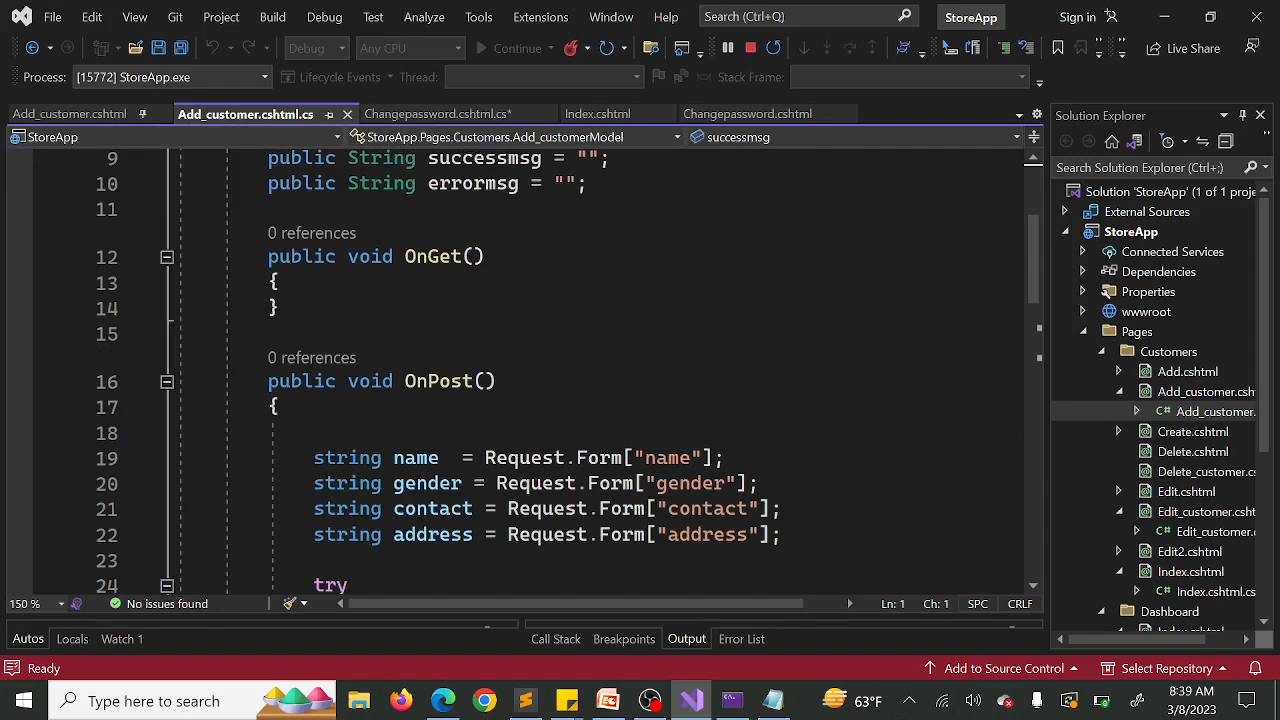 File Edit View Git Project Build Debug Test Analyze Tools Extensions Window Help Search (Ctrl+Q) StoreApp Sign in
Debug Any CPU Continue Live Share
Process: [15772] StoreApp.exe Lifecycle Events Thread: Stack Frame:
Add_customer.cshtml Add_customer.cshtml.cs Changepassword.cshtml.cs* Index.cshtml Changepassword.cshtml
StoreApp StoreApp.Pages.Customers.Add_customerModel successmsg
9 public String successmsg = "";
10 public String errormsg = "";
11
0 references
12 public void OnGet()
13 {
14 }
15
0 references
16 public void OnPost()
17 {
18
19 string name = Request.Form["name"];
20 string gender = Request.Form["gender"];
21 string contact = Request.Form["contact"];
22 string address = Request.Form["address"];
23
24 try
150 % No issues found Ln: 1 Ch: 1 SPC CRLF
Autos Locals Watch 1 Call Stack Breakpoints Output Error List
Solution Explorer
Search Solution Explorer (Ctrl+;)
Solution 'StoreApp' (1 of 1 proje
External Sources
StoreApp
Connected Services
Dependencies
Properties
wwwroot
Pages
Customers
Add.cshtml
Add_customer.csh
C# Add_customer.
Create.cshtml
Delete.cshtml
Delete_customer.cs
Edit.cshtml
Edit_customer.csh
C# Edit_customer.c
Edit2.cshtml
Index.cshtml
C# Index.cshtml.cs
Dashboard
Ready Add to Source Control Select Repository
Type here to search 63°F 8:39 AM
3/8/2023